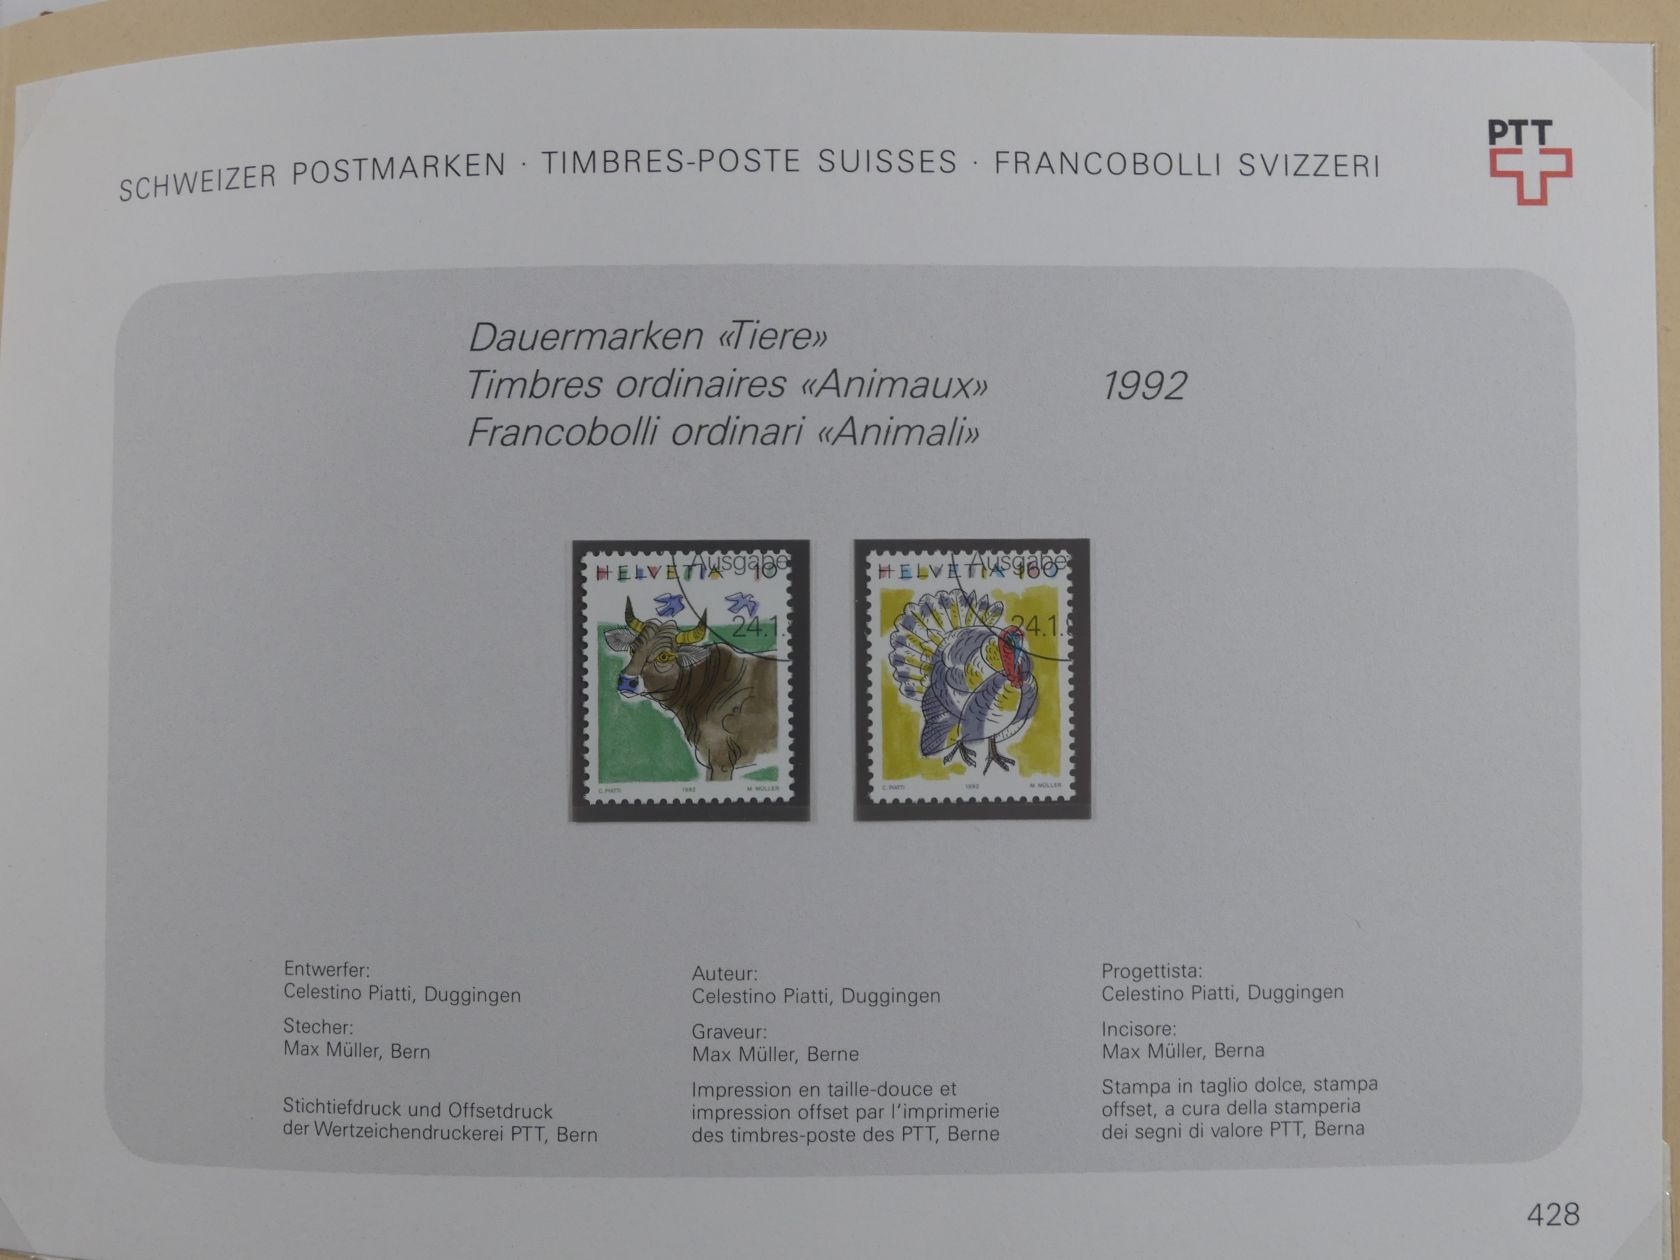 PTT
SCHWEIZER POSTMARKEN · TIMBRES-POSTE SUISSES · FRANCOBOLLI SVIZZERI
Dauermarken «Tiere»
Timbres ordinaires «Animaux» 1992
Francobolli ordinari «Animali»
Ausgabe
HELVETIA 10
24.1.
C. PIATTI 1992 M. MÜLLER
Ausgabe
HELVETIA 160
24.1.
C. PIATTI 1992 M. MÜLLER
Entwerfer:
Celestino Piatti, Duggingen
Stecher:
Max Müller, Bern
Stichtiefdruck und Offsetdruck
der Wertzeichendruckerei PTT, Bern
Auteur:
Celestino Piatti, Duggingen
Graveur:
Max Müller, Berne
Impression en taille-douce et
impression offset par l'imprimerie
des timbres-poste des PTT, Berne
Progettista:
Celestino Piatti, Duggingen
Incisore:
Max Müller, Berna
Stampa in taglio dolce, stampa
offset, a cura della stamperia
dei segni di valore PTT, Berna
428